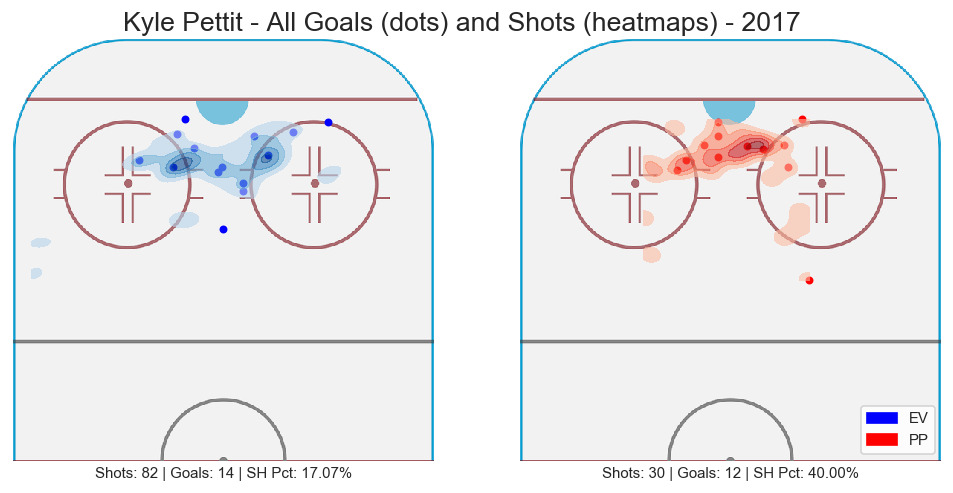 Kyle Pettit - All Goals (dots) and Shots (heatmaps) - 2017
EV
PP
Shots: 82 | Goals: 14 | SH Pct: 17.07%
Shots: 30 | Goals: 12 | SH Pct: 40.00%